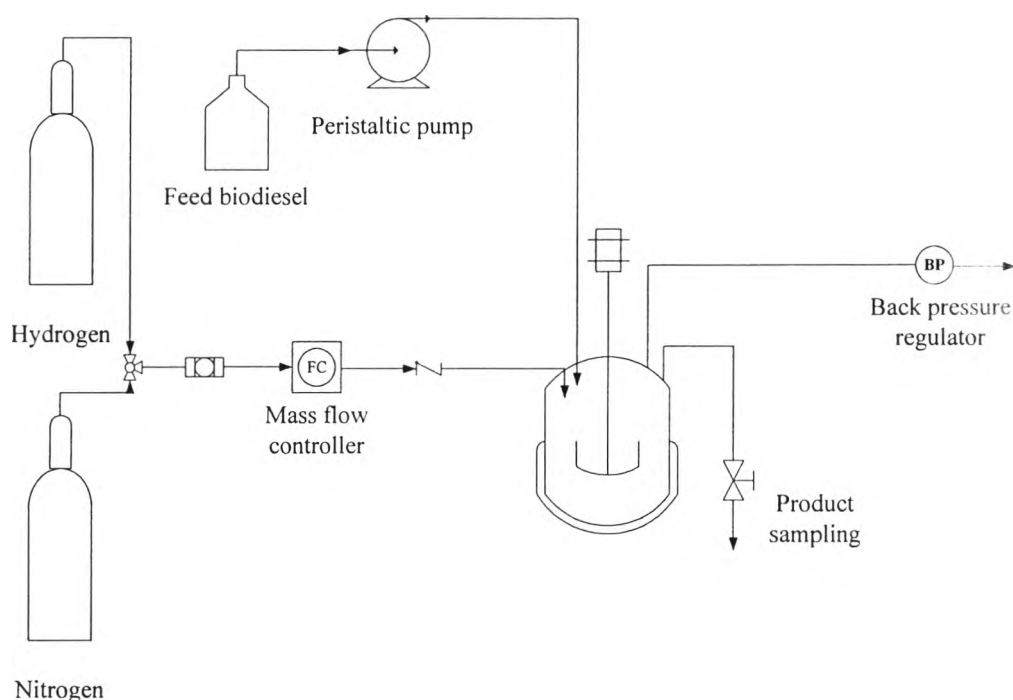 Peristaltic pump
Feed biodiesel
Hydrogen
BP
Back pressure
regulator
FC
Mass flow
controller
Product
sampling
Nitrogen